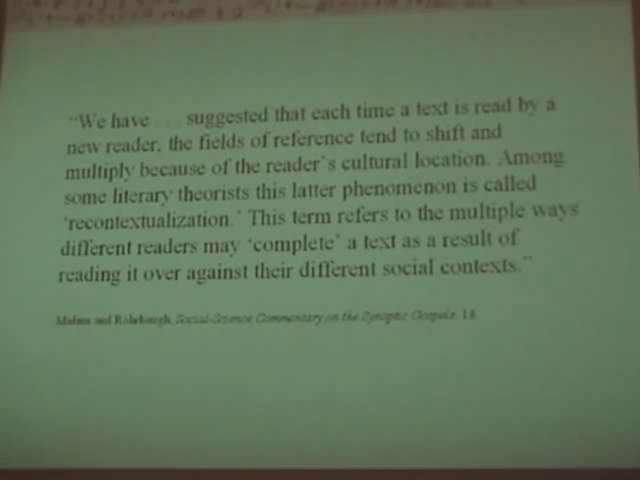 "We have . . . suggested that each time a text is read by a
new reader, the fields of reference tend to shift and
multiply because of the reader's cultural location. Among
some literary theorists this latter phenomenon is called
'recontextualization.' This term refers to the multiple ways
different readers may 'complete' a text as a result of
reading it over against their different social contexts."
Malina and Rohrbaugh, Social-Science Commentary on the Synoptic Gospels,